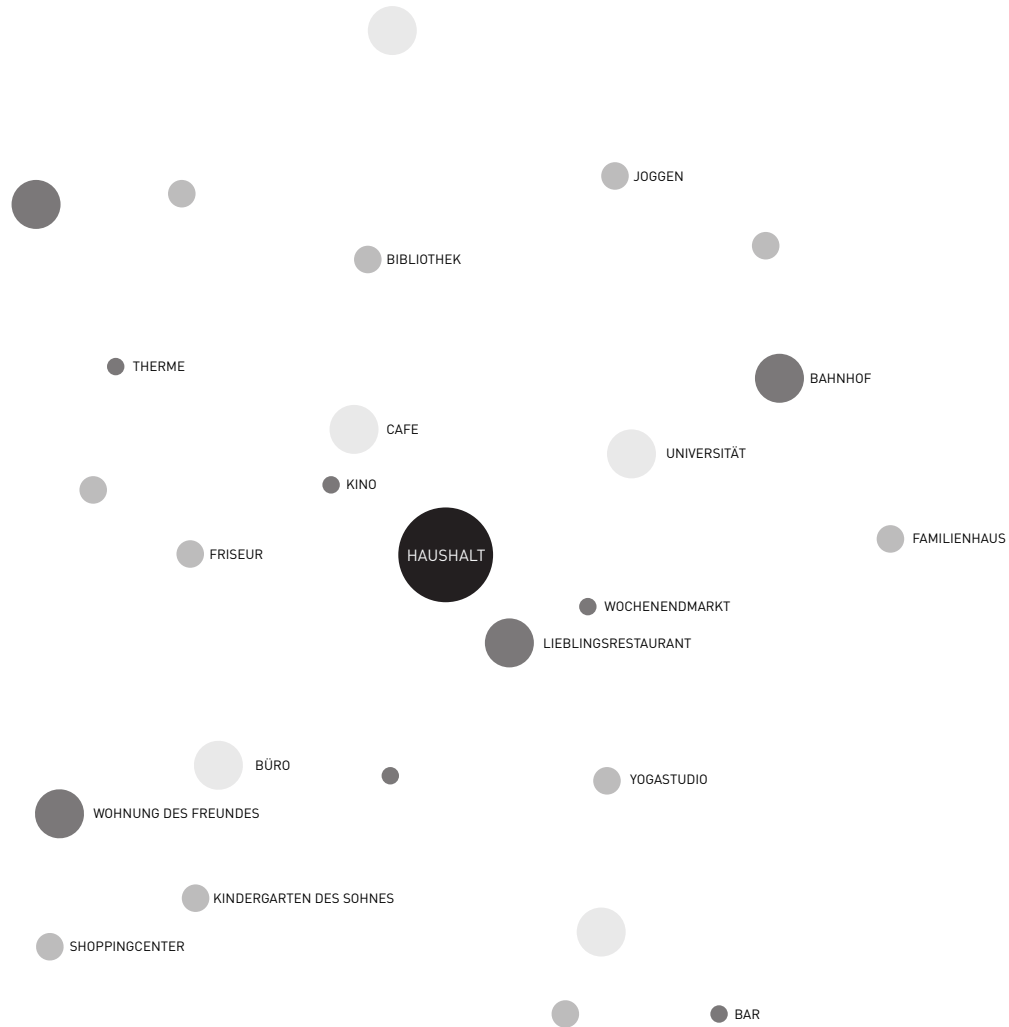 JOGGEN
BIBLIOTHEK
THERME
BAHNHOF
CAFE
UNIVERSITÄT
KINO
FAMILIENHAUS
FRISEUR
HAUSHALT
WOCHENENDMARKT
LIEBLINGSRESTAURANT
BÜRO
YOGASTUDIO
WOHNUNG DES FREUNDES
KINDERGARTEN DES SOHNES
SHOPPINGCENTER
BAR